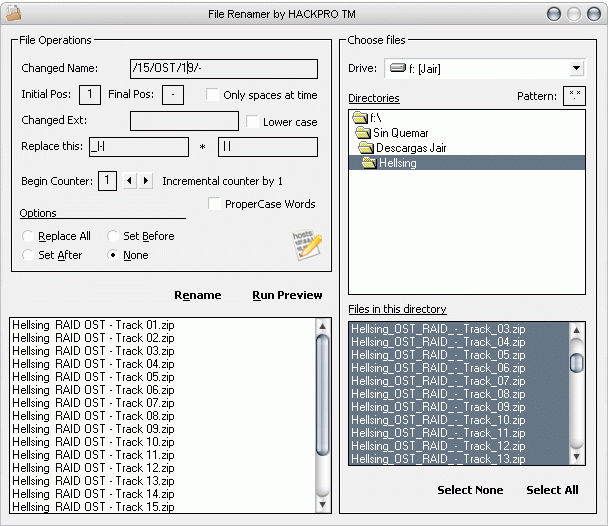 File Renamer by HACKPRO TM
File Operations
Changed Name: /15/OST/19/-
Initial Pos: 1 Final Pos: - Only spaces at time
Changed Ext: Lower case
Replace this: _|-| * | |
Begin Counter: 1 Incremental counter by 1
ProperCase Words
Options
Replace All Set Before
Set After None
hosts
Rename Run Preview
Hellsing RAID OST - Track 01.zip
Hellsing RAID OST - Track 02.zip
Hellsing RAID OST - Track 03.zip
Hellsing RAID OST - Track 04.zip
Hellsing RAID OST - Track 05.zip
Hellsing RAID OST - Track 06.zip
Hellsing RAID OST - Track 07.zip
Hellsing RAID OST - Track 08.zip
Hellsing RAID OST - Track 09.zip
Hellsing RAID OST - Track 10.zip
Hellsing RAID OST - Track 11.zip
Hellsing RAID OST - Track 12.zip
Hellsing RAID OST - Track 13.zip
Hellsing RAID OST - Track 14.zip
Hellsing RAID OST - Track 15.zip
Choose files
Drive: f: [Jair]
Directories Pattern: *.*
f:\
Sin Quemar
Descargas Jair
Hellsing
Files in this directory
Hellsing_OST_RAID_-_Track_03.zip
Hellsing_OST_RAID_-_Track_04.zip
Hellsing_OST_RAID_-_Track_05.zip
Hellsing_OST_RAID_-_Track_06.zip
Hellsing_OST_RAID_-_Track_07.zip
Hellsing_OST_RAID_-_Track_08.zip
Hellsing_OST_RAID_-_Track_09.zip
Hellsing_OST_RAID_-_Track_10.zip
Hellsing_OST_RAID_-_Track_11.zip
Hellsing_OST_RAID_-_Track_12.zip
Hellsing_OST_RAID_-_Track_13.zip
Select None Select All